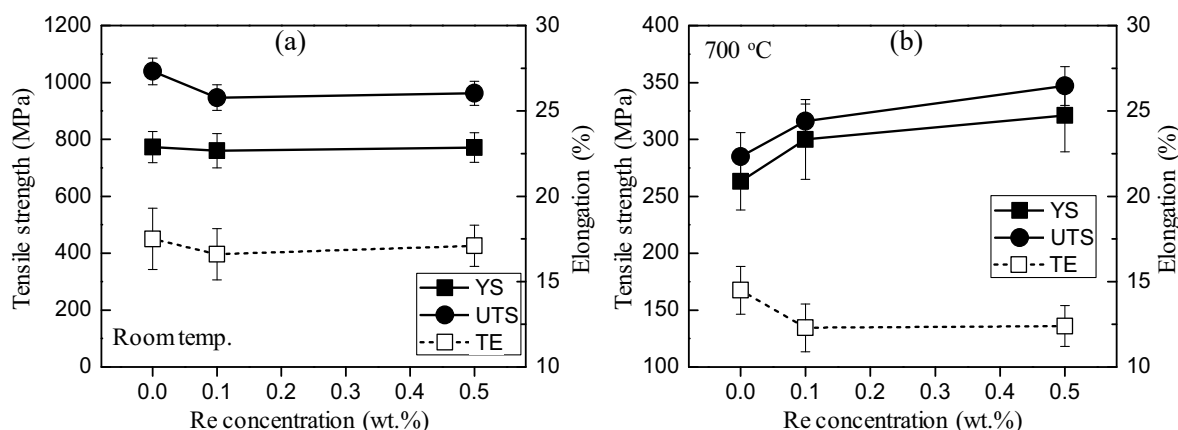 (a)
1200
1000
800
600
400
200
0
Tensile strength (MPa)
30
25
20
15
10
Elongation (%)
YS
UTS
TE
Room temp.
0.0 0.1 0.2 0.3 0.4 0.5
Re concentration (wt.%)
(b)
700 °C
400
350
300
250
200
150
100
Tensile strength (MPa)
30
25
20
15
10
Elongation (%)
YS
UTS
TE
0.0 0.1 0.2 0.3 0.4 0.5
Re concentration (wt.%)